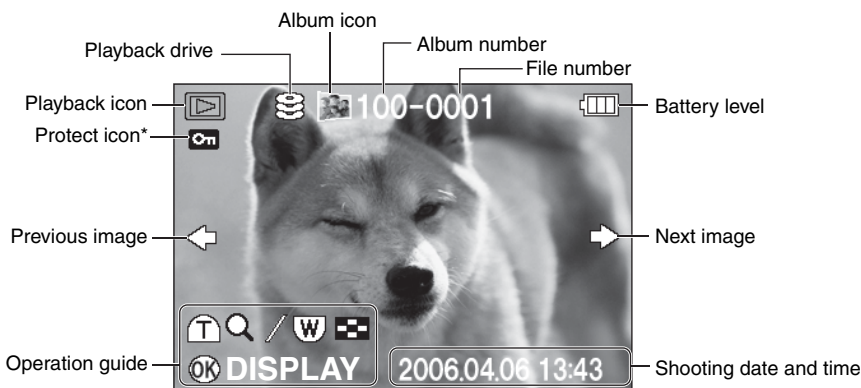 Album icon
Playback drive
Album number
File number
Playback icon
100-0001
Battery level
Protect icon*
Previous image
Next image
T / W
Operation guide
OK DISPLAY
2006.04.06 13:43
Shooting date and time